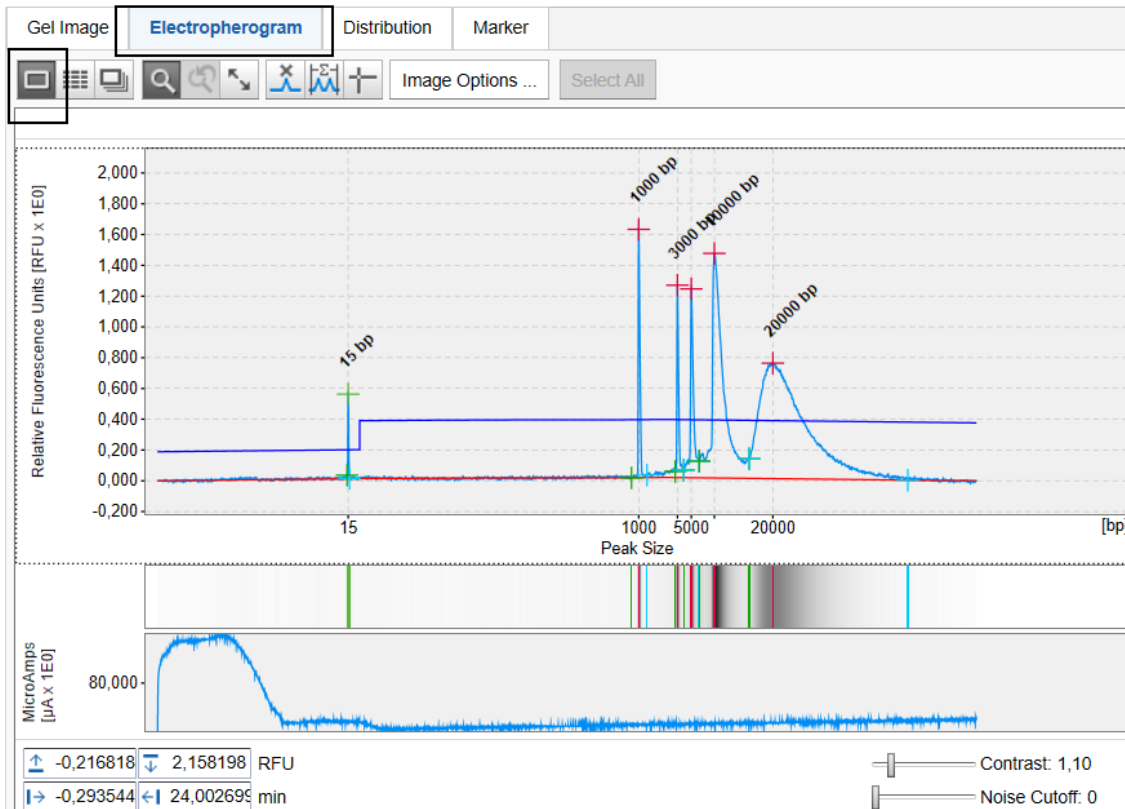 Gel Image Electropherogram Distribution Marker
Image Options ... Select All
Relative Fluorescence Units [RFU x 1E0]
2,000
1,800
1,600
1,400
1,200
1,000
0,800
0,600
0,400
0,200
0,000
-0,200
15 bp
1000 bp
3000 bp
10000 bp
20000 bp
15 1000 5000 20000 [bp]
Peak Size
MicroAmps
[µA x 1E0]
80,000
-0,216818 2,158198 RFU
-0,293544 24,002699 min
Contrast: 1,10
Noise Cutoff: 0